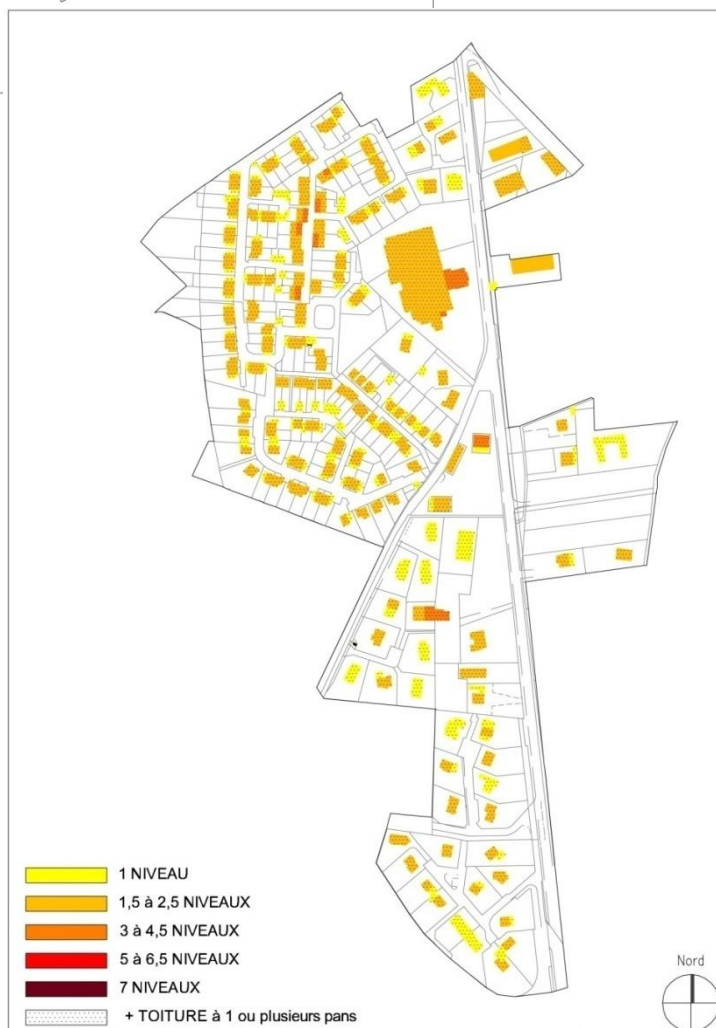 1 NIVEAU
1,5 à 2,5 NIVEAUX
3 à 4,5 NIVEAUX
5 à 6,5 NIVEAUX
7 NIVEAUX
+ TOITURE à 1 ou plusieurs pans
Nord